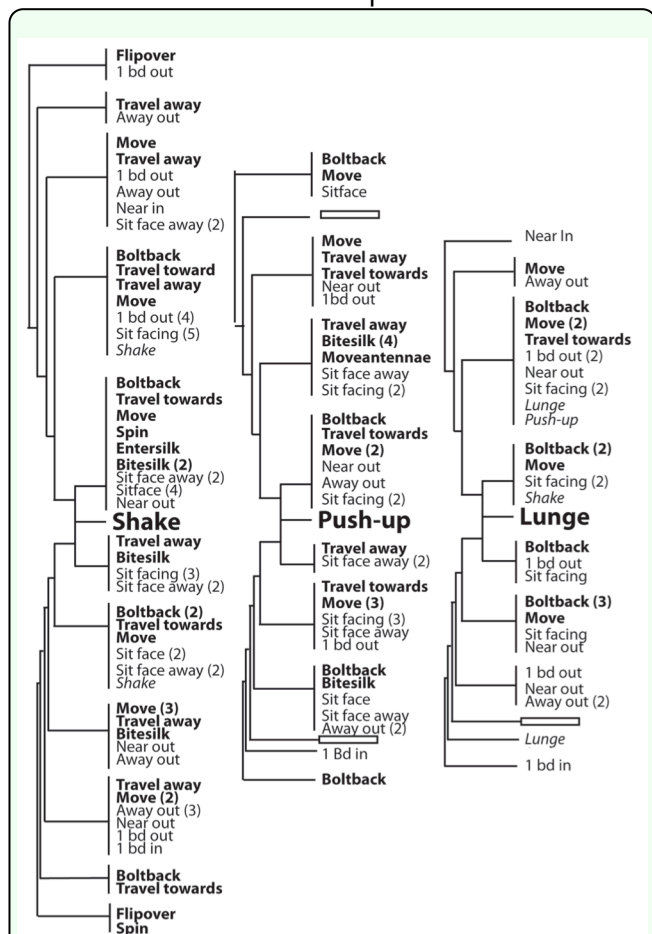 Flipover
1 bd out
Travel away
Away out
Move
Travel away
1 bd out
Away out
Near in
Sit face away (2)
Boltback
Travel toward
Travel away
Move
1 bd out (4)
Sit facing (5)
Shake
Boltback
Travel towards
Move
Spin
Entersilk
Bitesilk (2)
Sit face away (2)
Sitface (4)
Near out
Shake
Travel away
Bitesilk
Sit facing (3)
Sit face away (2)
Boltback (2)
Travel towards
Move
Sit face (2)
Sit face away (2)
Shake
Move (3)
Travel away
Bitesilk
Near out
Away out
Travel away
Move (2)
Away out (3)
Near out
1 bd out
1 bd in
Boltback
Travel towards
Flipover
Spin
Boltback
Move
Sitface
Move
Travel away
Travel towards
Near out
1bd out
Travel away
Bitesilk (4)
Moveantennae
Sit face away
Sit facing (2)
Boltback
Travel towards
Move (2)
Near out
Away out
Sit facing (2)
Push-up
Travel away
Sit face away (2)
Travel towards
Move (3)
Sit facing (3)
Sit face away
1 bd out
Boltback
Bitesilk
Sit face
Sit face away
Away out (2)
1 Bd in
Boltback
Near In
Move
Away out
Boltback
Move (2)
Travel towards
1 bd out (2)
Near out
Sit facing (2)
Lunge
Push-up
Boltback (2)
Move
Sit facing (2)
Shake
Lunge
Boltback
1 bd out
Sit facing
Boltback (3)
Move
Sit facing
Near out
1 bd out
Near out
Away out (2)
Lunge
1 bd in